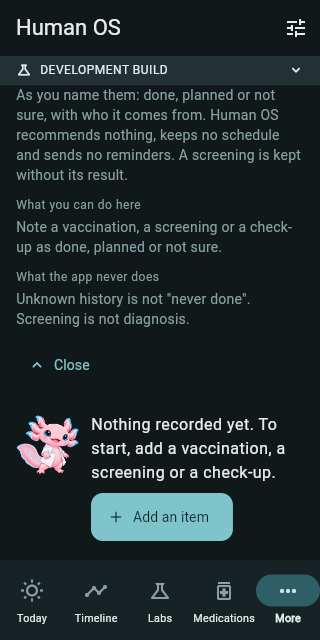 Human OS
DEVELOPMENT BUILD
As you name them: done, planned or not
sure, with who it comes from. Human OS
recommends nothing, keeps no schedule
and sends no reminders. A screening is kept
without its result.
What you can do here
Note a vaccination, a screening or a check-
up as done, planned or not sure.
What the app never does
Unknown history is not "never done".
Screening is not diagnosis.
Close
Nothing recorded yet. To
start, add a vaccination, a
screening or a check-up.
Add an item
Today
Timeline
Labs
Medications
More